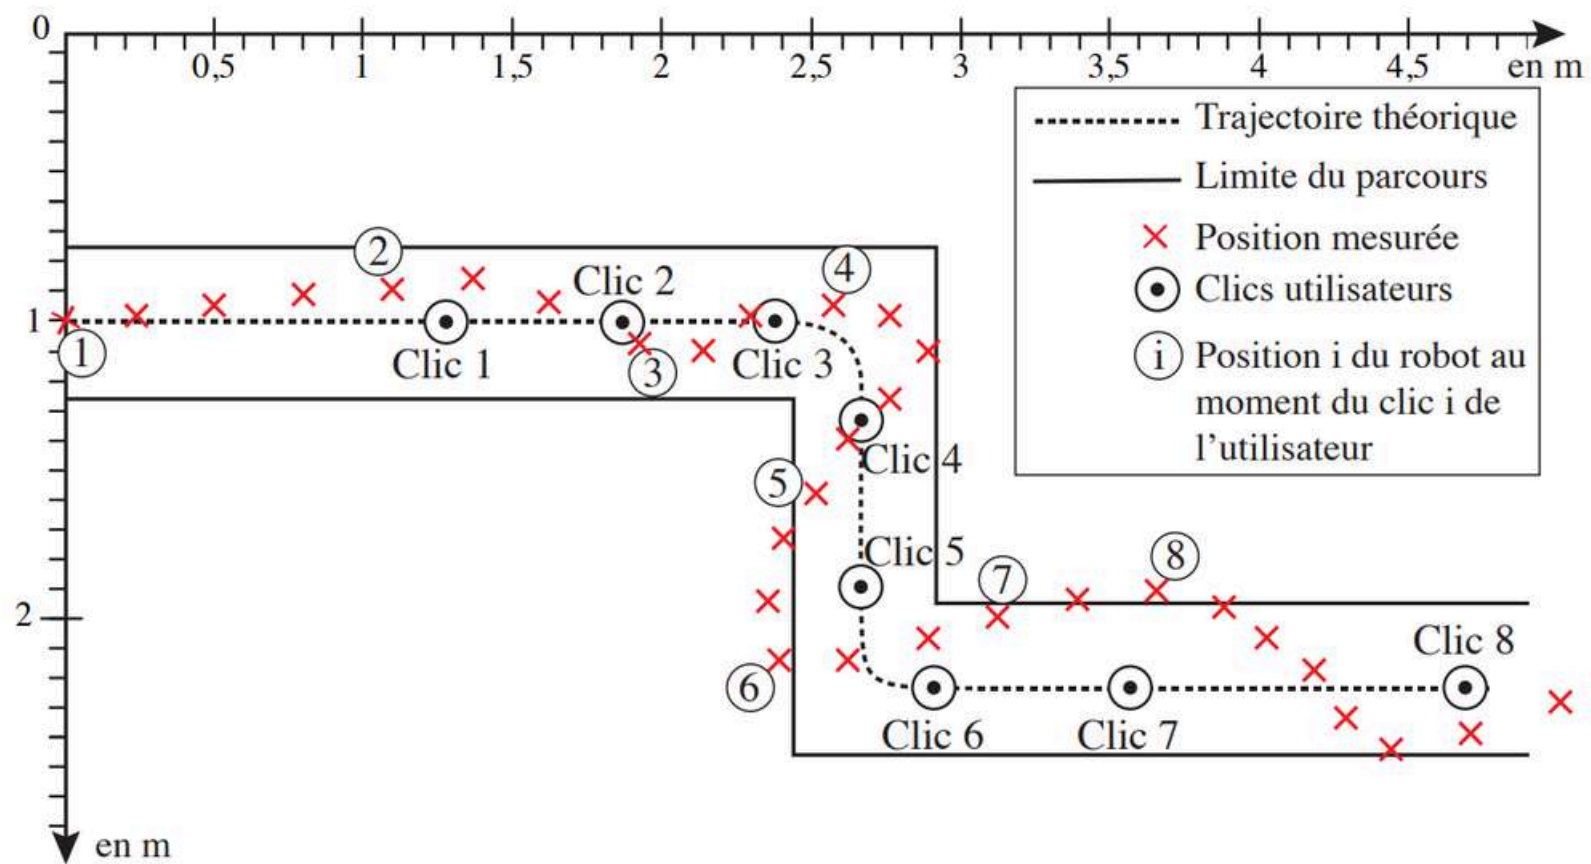 0
0,5 1 1,5 2 2,5 3 3,5 4 4,5 en m
Trajectoire théorique
Limite du parcours
Position mesurée
Clics utilisateurs
i Position i du robot au
moment du clic i de
l’utilisateur
2
4
Clic 2
1
1
Clic 1
3
Clic 3
Clic 4
5
Clic 5
8
7
2
Clic 8
6
Clic 6
Clic 7
en m